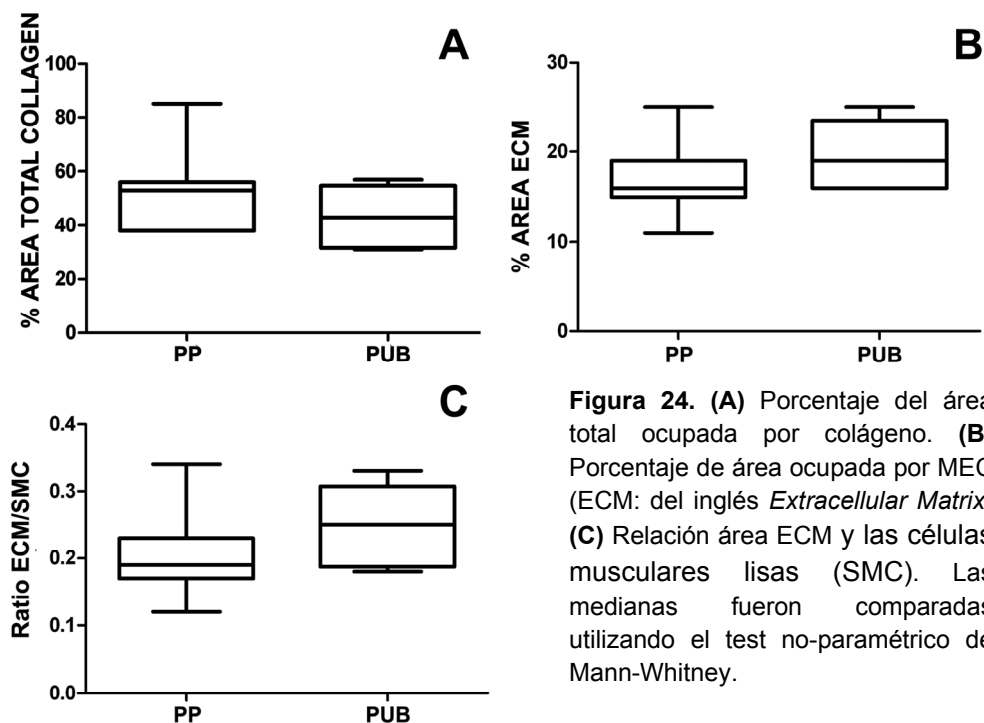 A
% AREA TOTAL COLLAGEN
100
80
60
40
20
0
PP PUB
B
% AREA ECM
30
20
10
0
PP PUB
C
Ratio ECM/SMC
0.4
0.3
0.2
0.1
0.0
PP PUB
Figura 24. (A) Porcentaje del área
total ocupada por colágeno. (B
Porcentaje de área ocupada por MEC
(ECM: del inglés Extracellular Matrix
(C) Relación área ECM y las células
musculares lisas (SMC). Las
medianas fueron comparadas
utilizando el test no-paramétrico de
Mann-Whitney.